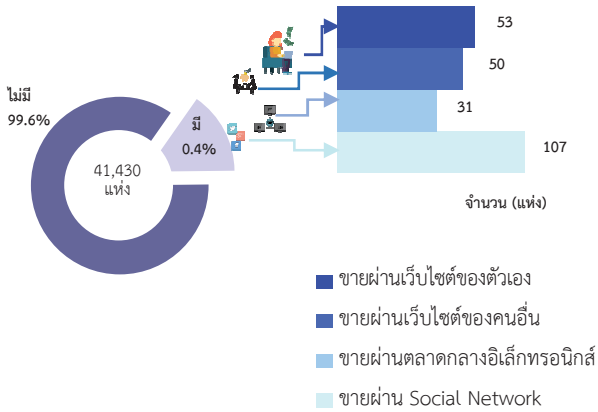 53
50
31
107
ไม่มี
99.6%
มี
0.4%
41,430
แห่ง
จำนวน (แห่ง)
ขายผ่านเว็บไซต์ของตัวเอง
ขายผ่านเว็บไซต์ของคนอื่น
ขายผ่านตลาดกลางอิเล็กทรอนิกส์
ขายผ่าน Social Network